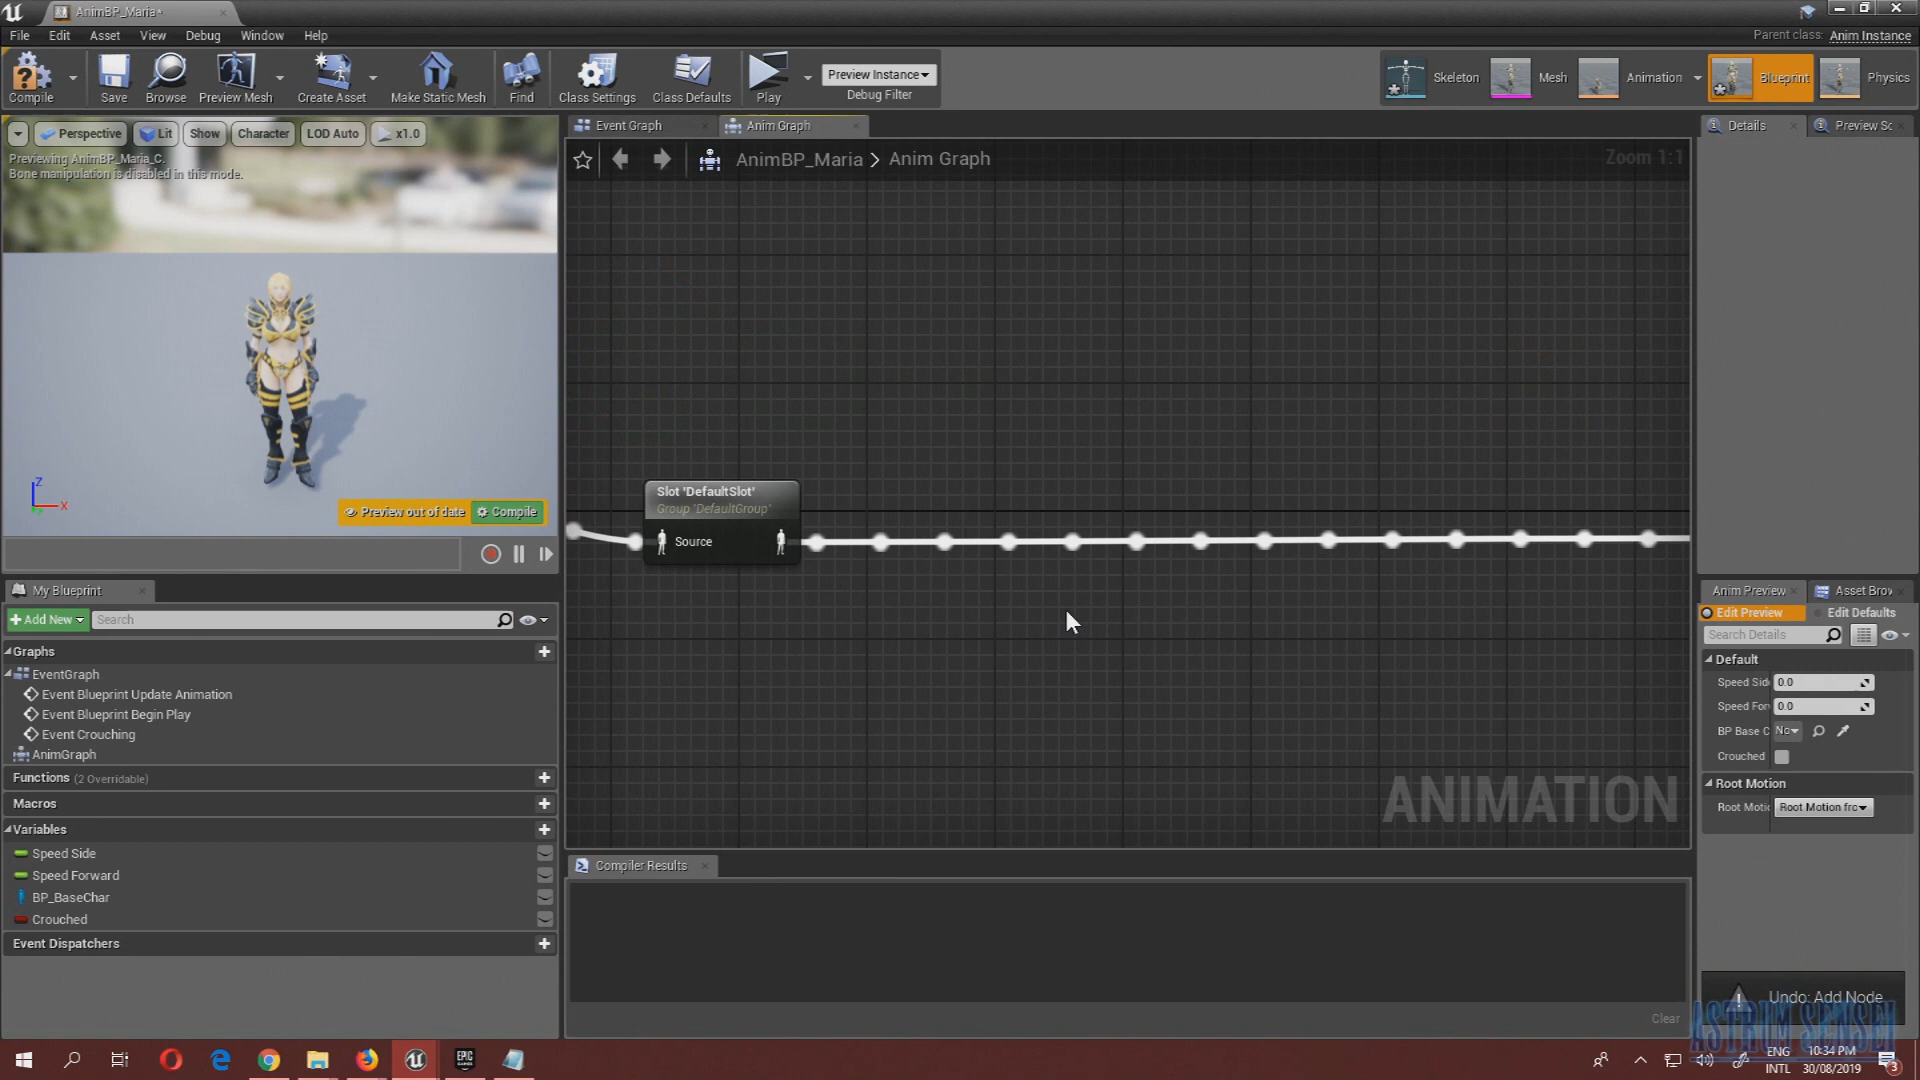 AnimBP_Maria*
File Edit Asset View Debug Window Help
Parent class: Anim Instance
Compile Save Browse Preview Mesh Create Asset Make Static Mesh Find Class Settings Class Defaults Play
Preview Instance
Debug Filter
Skeleton Mesh Animation Blueprint Physics
Perspective Lit Show Character LOD Auto x1.0
Previewing AnimBP_Maria_C.
Bone manipulation is disabled in this mode.
Z
X
Preview out of date Compile
Event Graph Anim Graph
AnimBP_Maria > Anim Graph
Zoom 1:1
Slot 'DefaultSlot'
Group 'DefaultGroup'
Source
ANIMATION
Compiler Results
Clear
My Blueprint
+ Add New Search
Graphs
EventGraph
Event Blueprint Update Animation
Event Blueprint Begin Play
Event Crouching
AnimGraph
Functions (2 Overridable)
Macros
Variables
Speed Side
Speed Forward
BP_BaseChar
Crouched
Event Dispatchers
Details Preview Sc
Anim Preview Asset Brow
Edit Preview Edit Defaults
Search Details
Default
Speed Sid 0.0
Speed For 0.0
BP Base C No
Crouched
Root Motion
Root Motio Root Motion fro
Undo: Add Node
ASTRUM SENSEI
EPIC GAMES
ENG
INTL
10:34 PM
30/08/2019
3